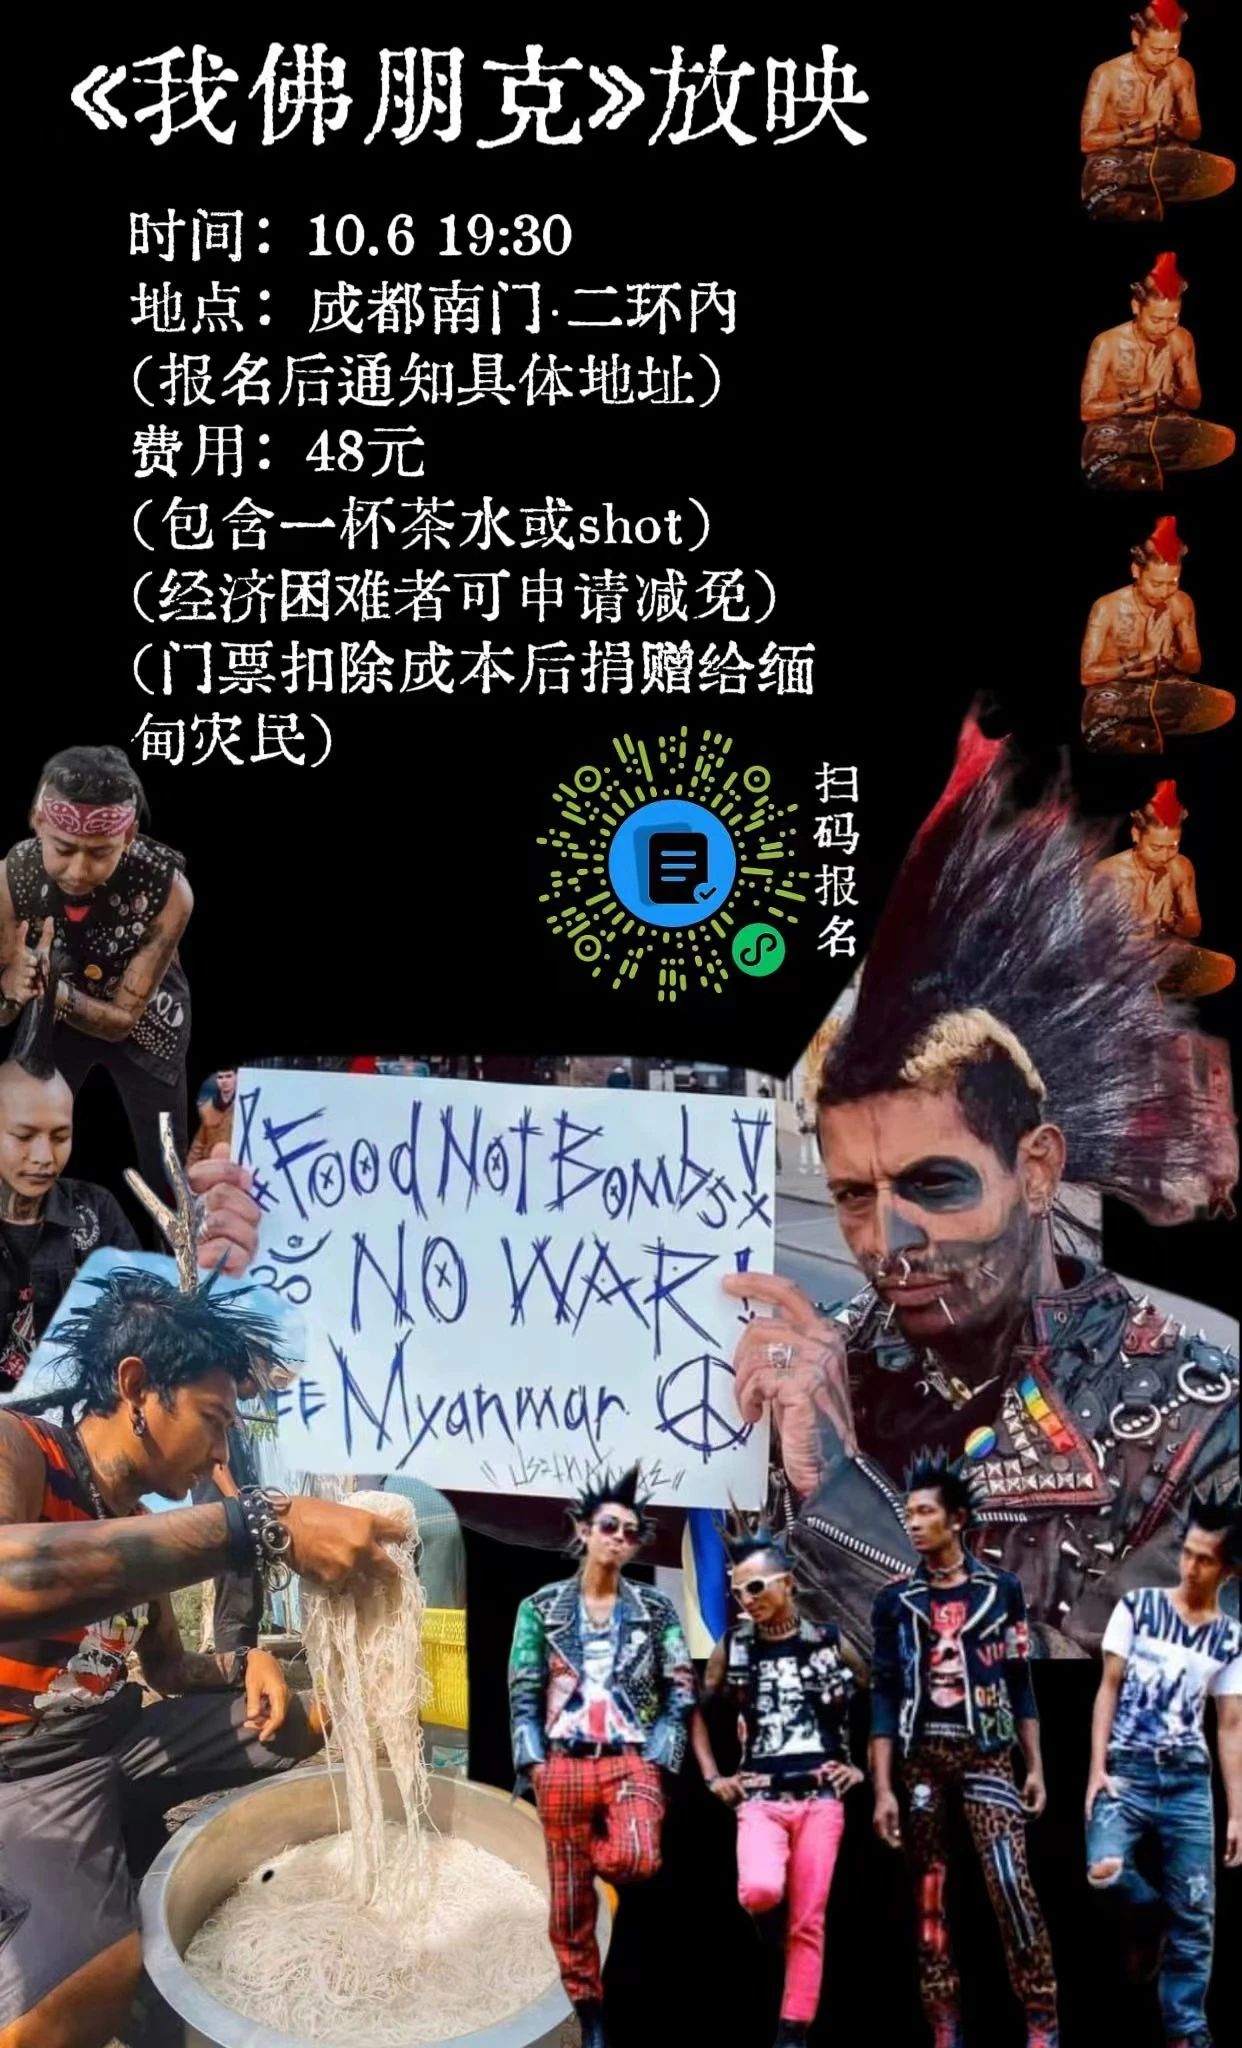 《我佛朋克》放映
时间：10.6 19:30
地点：成都南门·二环内
（报名后通知具体地址）
费用：48元
（包含一杯茶水或shot）
（经济困难者可申请减免）
（门票扣除成本后捐赠给缅
甸灾民）
扫码报名
!Food Not Bombs!
NO WAR!
EE Myanmar